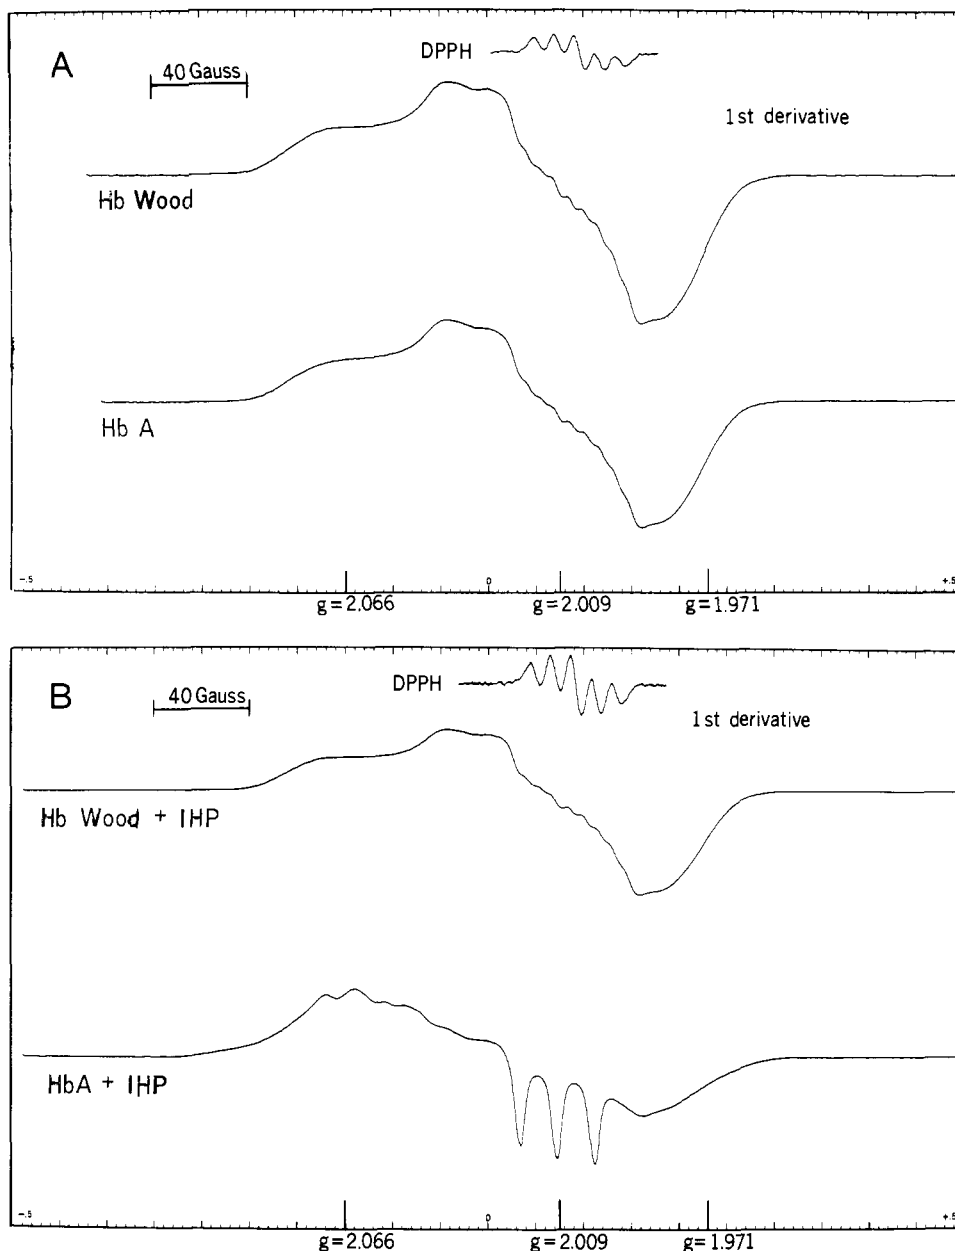 A
DPPH
40 Gauss
1st derivative
Hb Wood
Hb A
-.5 0 +.5
g=2.066 g=2.009 g=1.971
B
DPPH
40 Gauss
1st derivative
Hb Wood + IHP
HbA + IHP
-.5 0 +.5
g=2.066 g=2.009 g=1.971